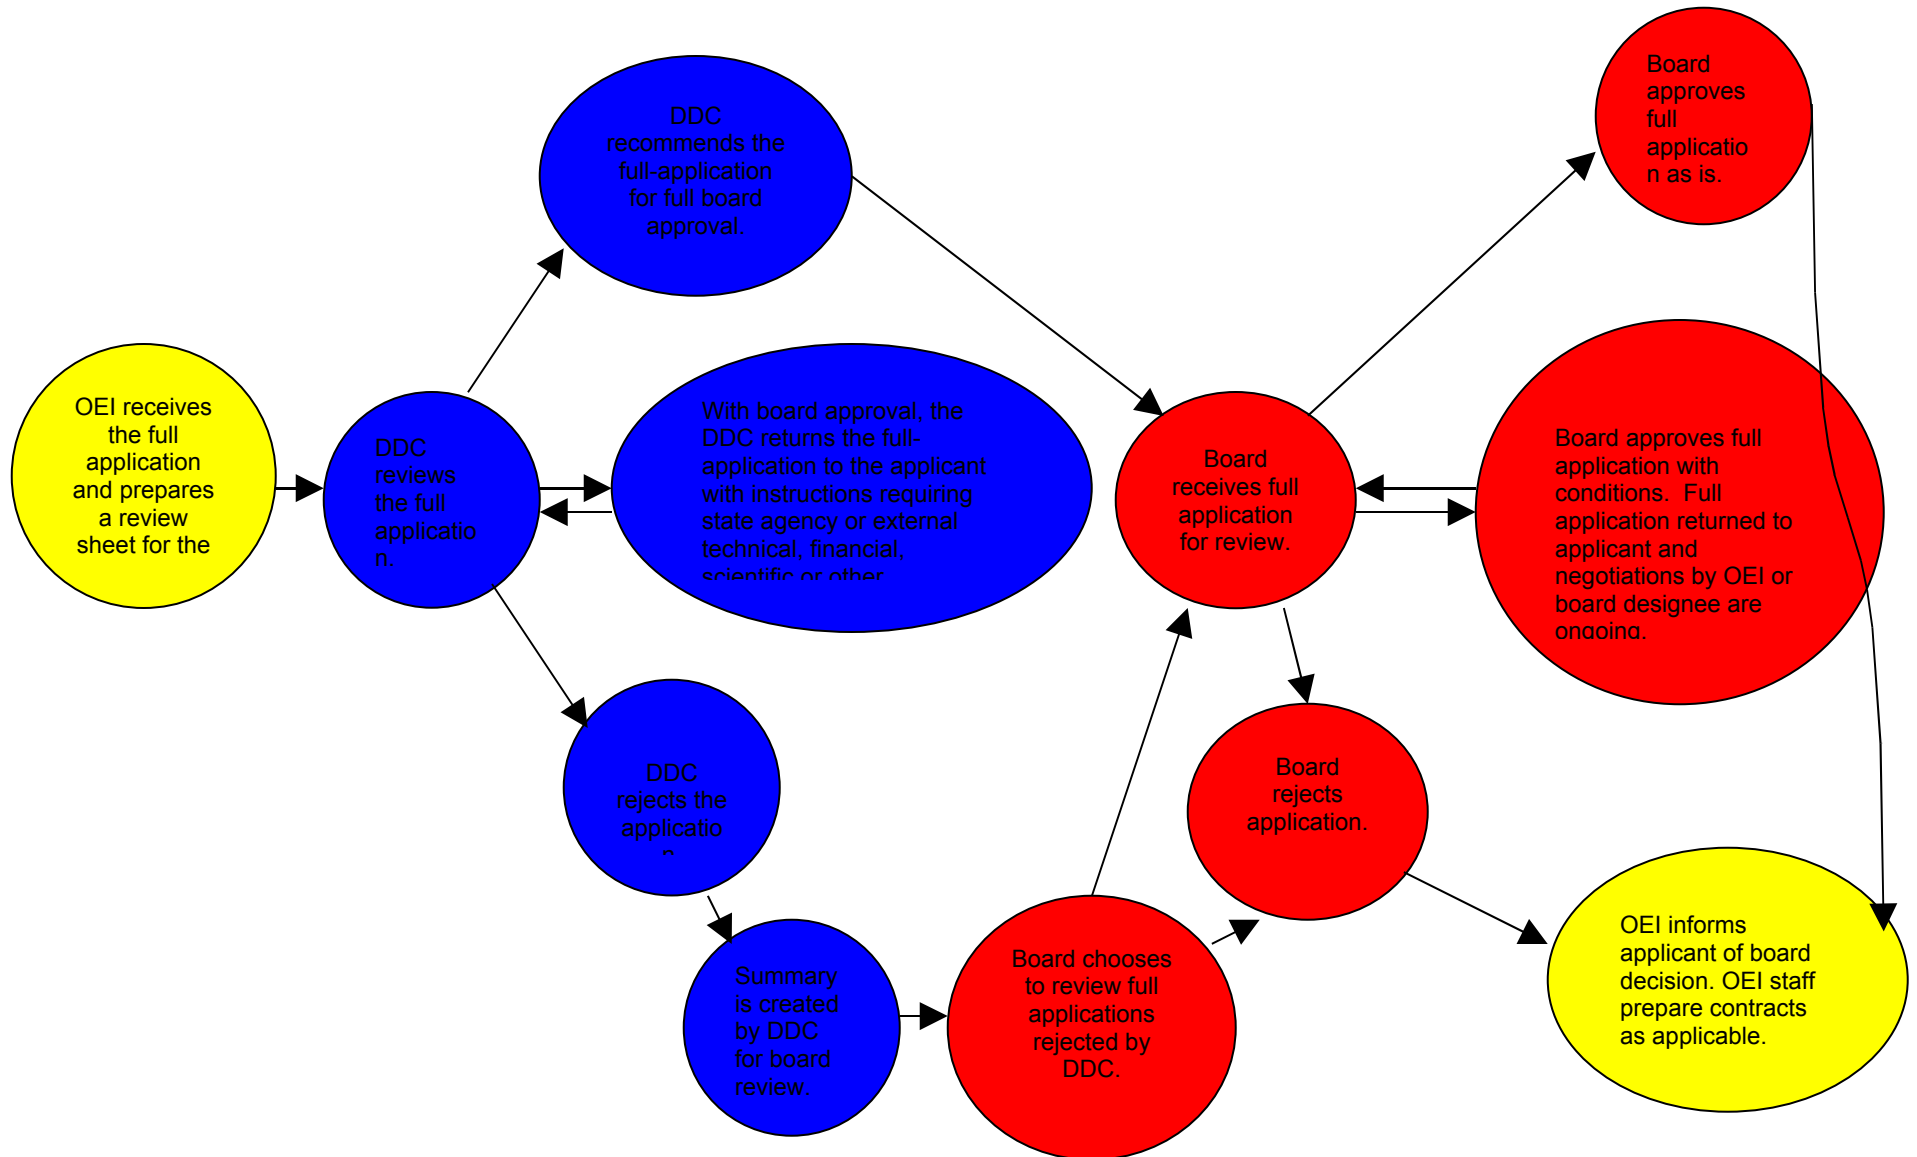 OEI receives
the full
application
and prepares
a review
sheet for the
DDC
reviews
the full
applicatio
n.
DDC
recommends the
full-application
for full board
approval.
With board approval, the
DDC returns the full-
application to the applicant
with instructions requiring
state agency or external
technical, financial,
scientific or other
DDC
rejects the
applicatio
n
Summary
is created
by DDC
for board
review.
Board chooses
to review full
applications
rejected by
DDC.
Board
receives full
application
for review.
Board
rejects
application.
Board
approves
full
applicatio
n as is.
Board approves full
application with
conditions.  Full
application returned to
applicant and
negotiations by OEI or
board designee are
ongoing.
OEI informs
applicant of board
decision. OEI staff
prepare contracts
as applicable.